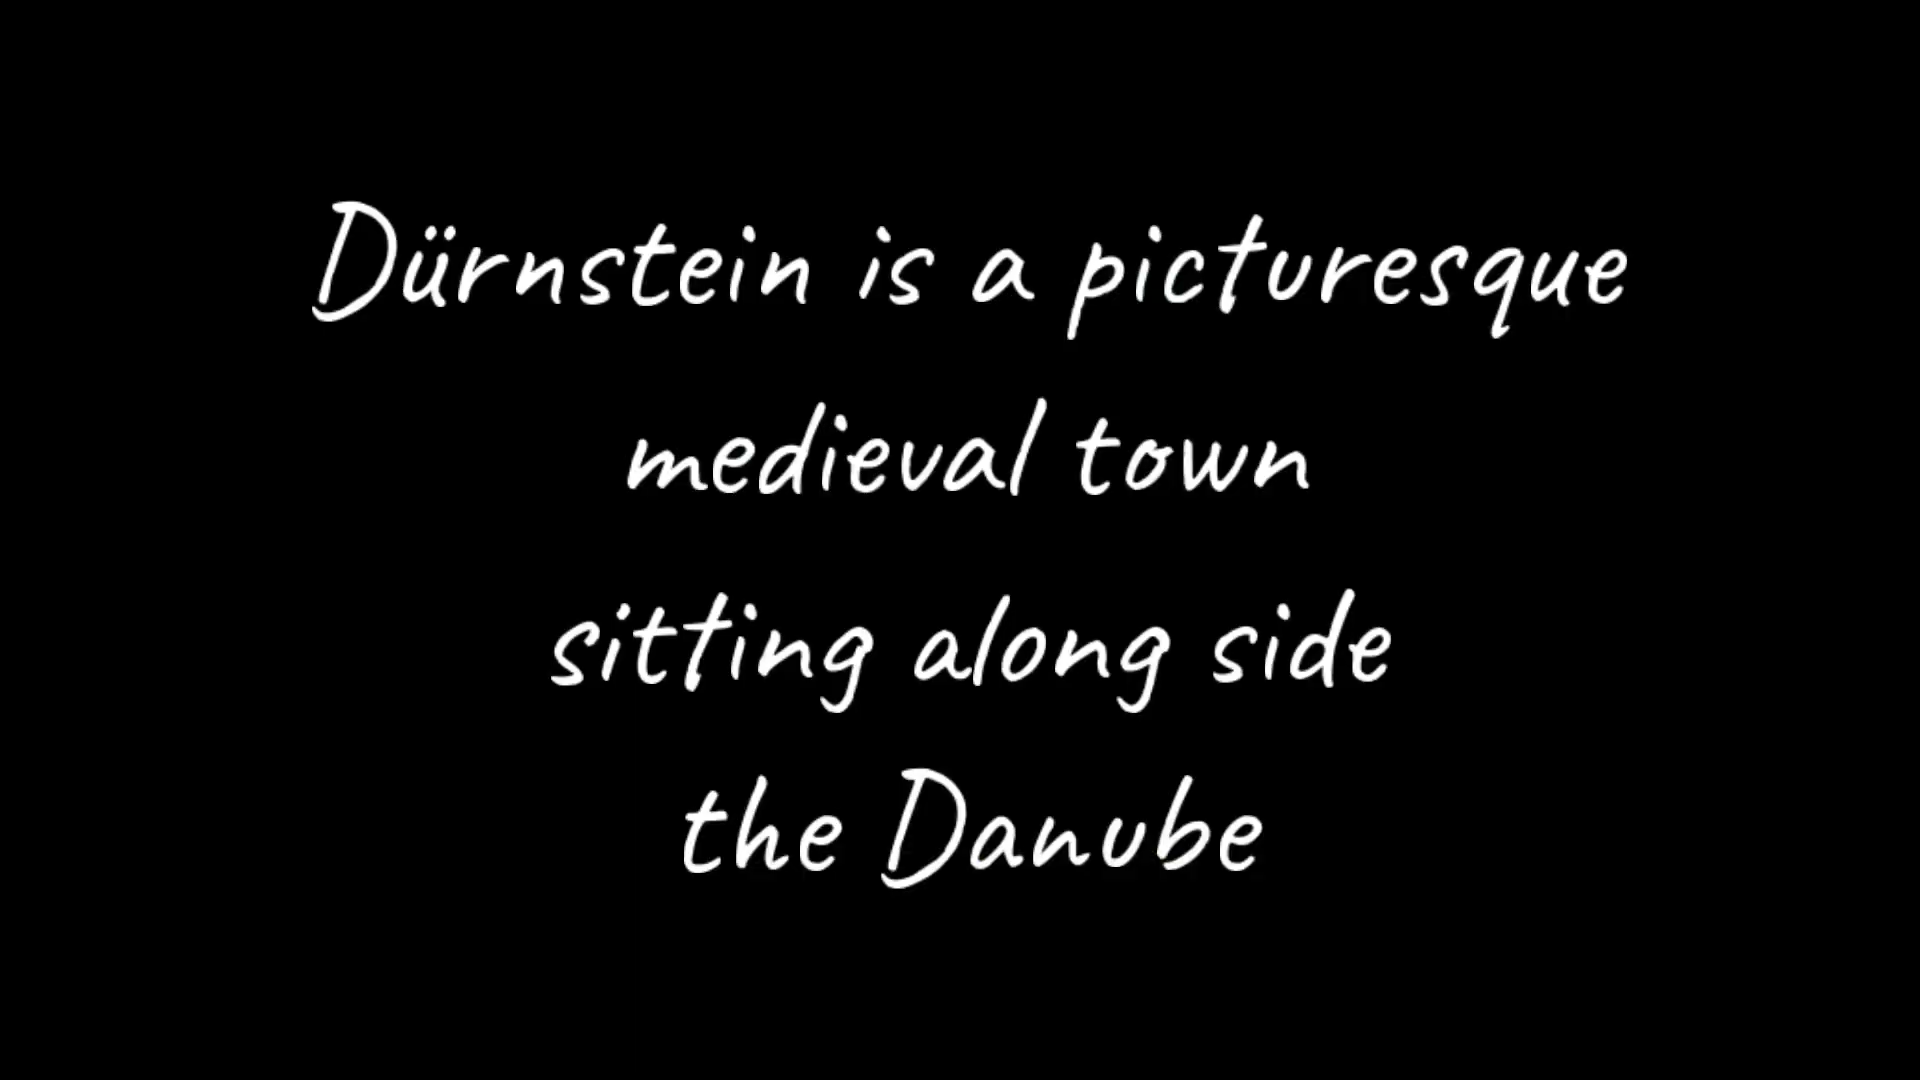 Dürnstein is a picturesque
medieval town
sitting along side
the Danube